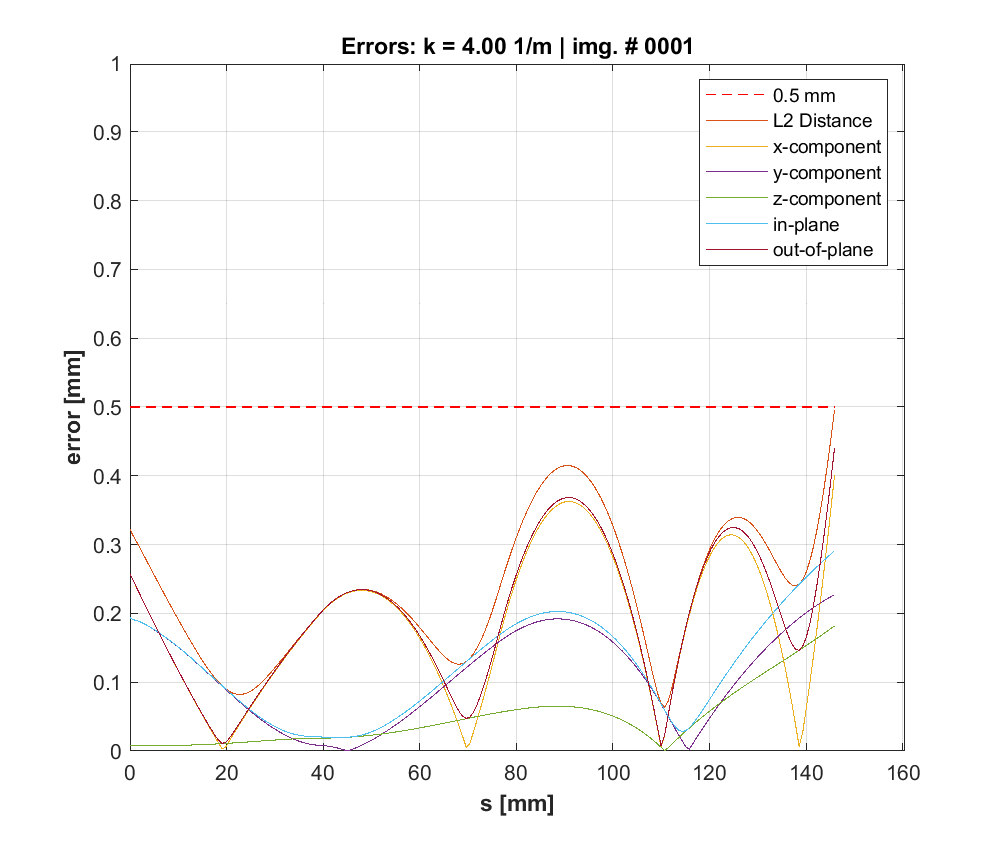 Errors: k = 4.00 1/m | img. # 0001
1
0.9
0.8
0.7
0.6
0.5
0.4
0.3
0.2
0.1
0
error [mm]
0.5 mm
L2 Distance
x-component
y-component
z-component
in-plane
out-of-plane
0 20 40 60 80 100 120 140 160
s [mm]